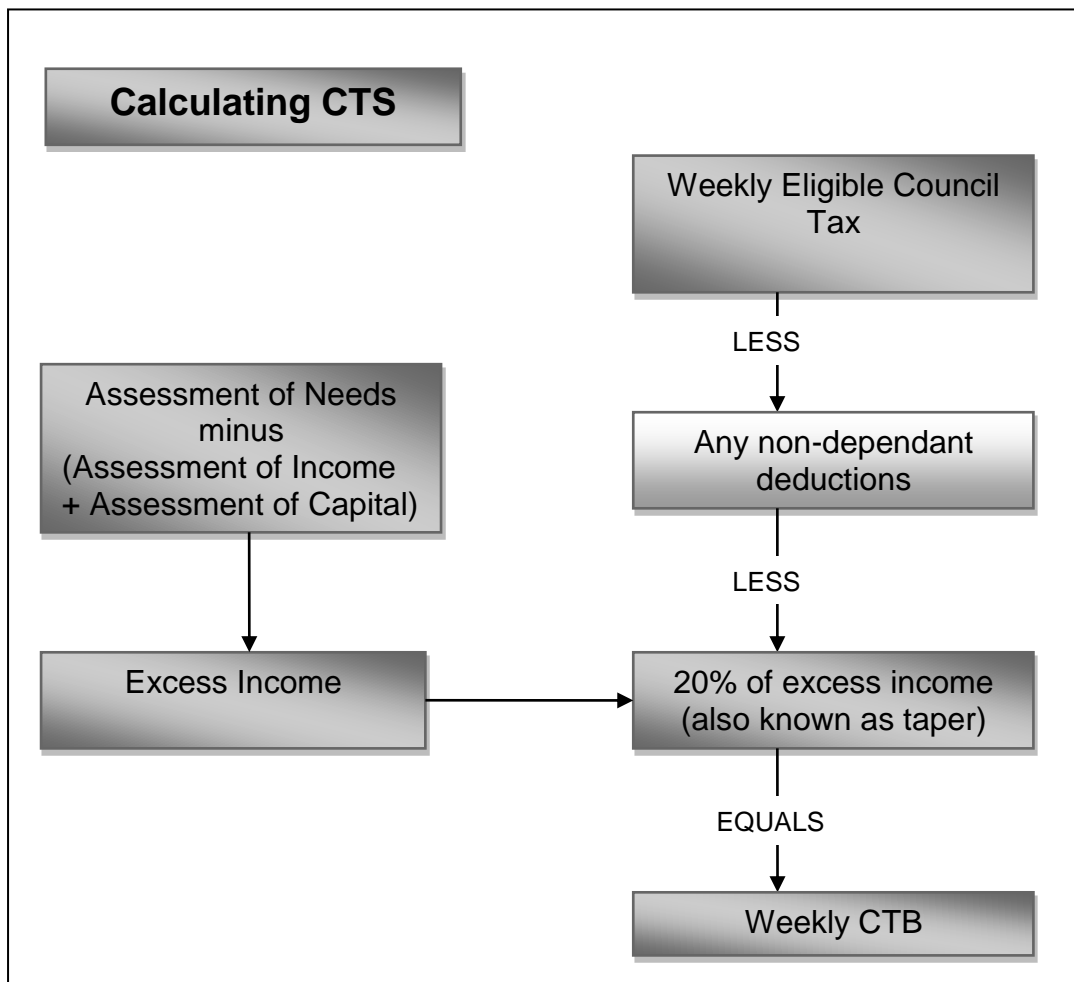 Calculating CTS
Weekly Eligible Council
Tax
LESS
Assessment of Needs
minus
(Assessment of Income
+ Assessment of Capital)
Any non-dependant
deductions
LESS
Excess Income
20% of excess income
(also known as taper)
EQUALS
Weekly CTB